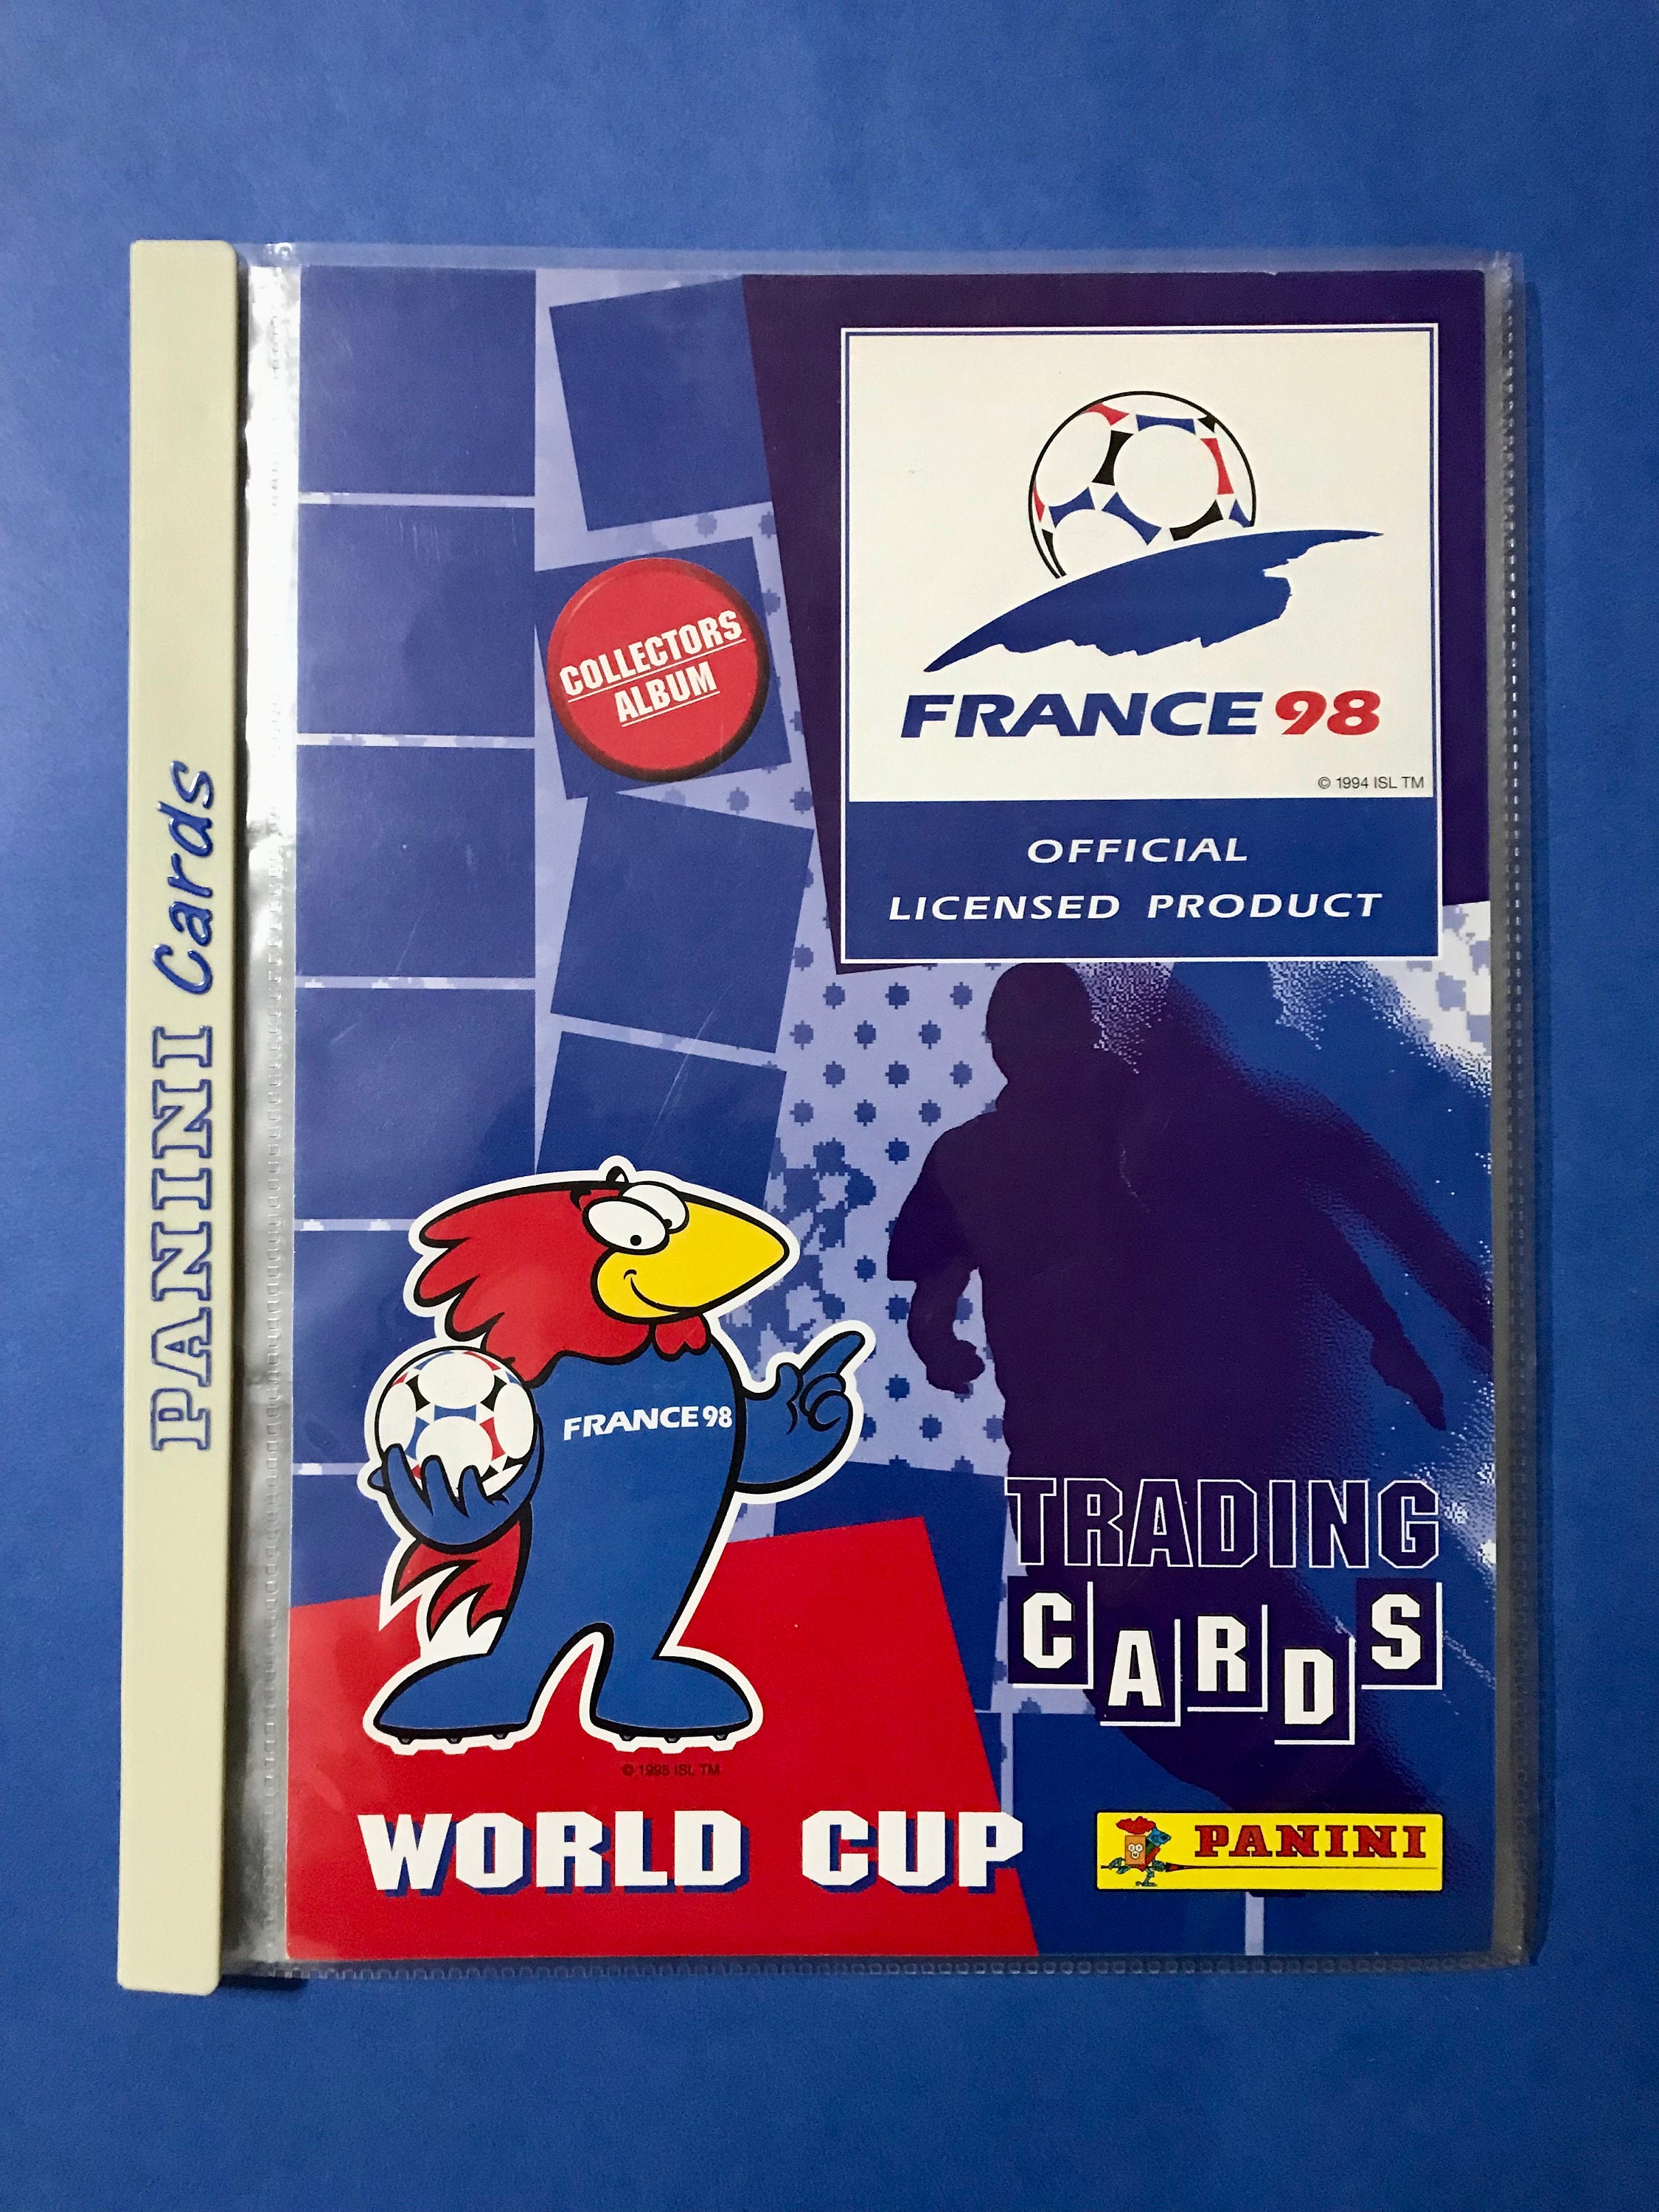 PANINI Cards
FRANCE 98
© 1994 ISL TM
OFFICIAL
LICENSED PRODUCT
COLLECTORS
ALBUM
FRANCE 98
TRADING
CARDS
© 1995 ISL TM
WORLD CUP
PANINI